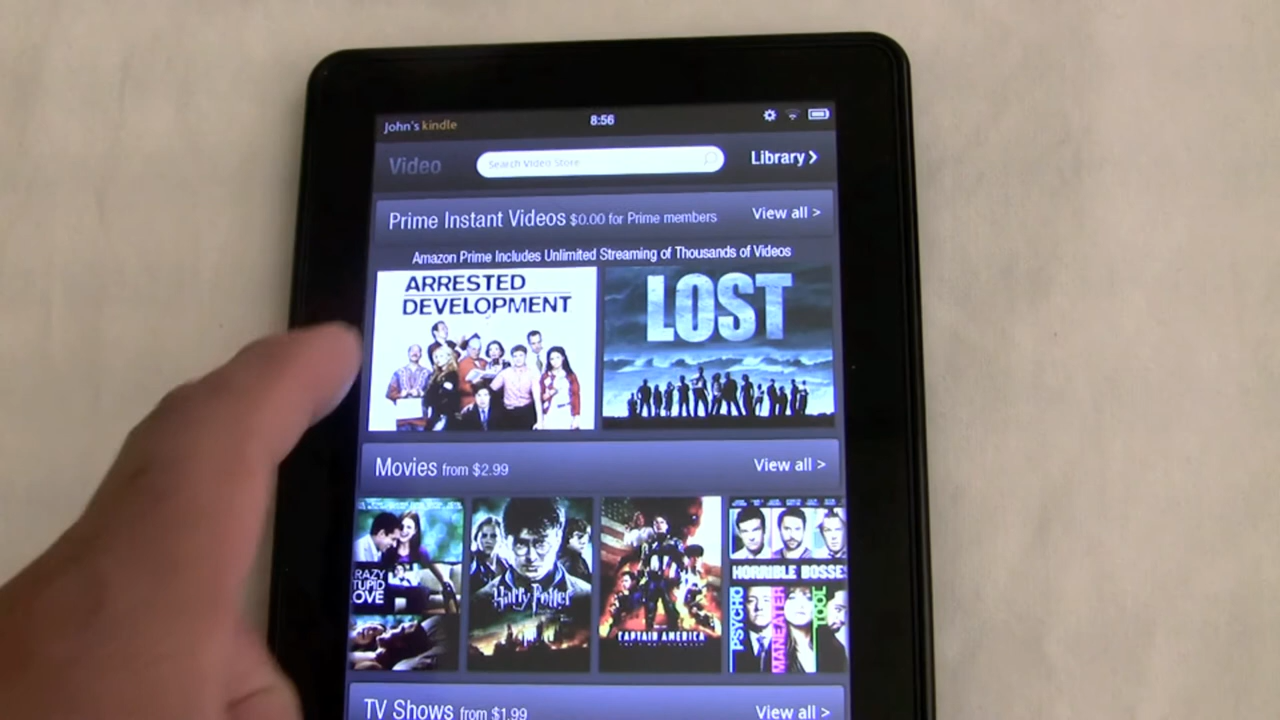 John's kindle 8:56
Video Search Video Store Library >
Prime Instant Videos $0.00 for Prime members View all >
Amazon Prime Includes Unlimited Streaming of Thousands of Videos
ARRESTED
DEVELOPMENT
LOST
Movies from $2.99 View all >
RAZY
TUPID
OVE
Harry Potter
CAPTAIN AMERICA
HORRIBLE BOSSE
PSYCHO
MANEATER
TOOL
TV Shows from $1.99 View all >